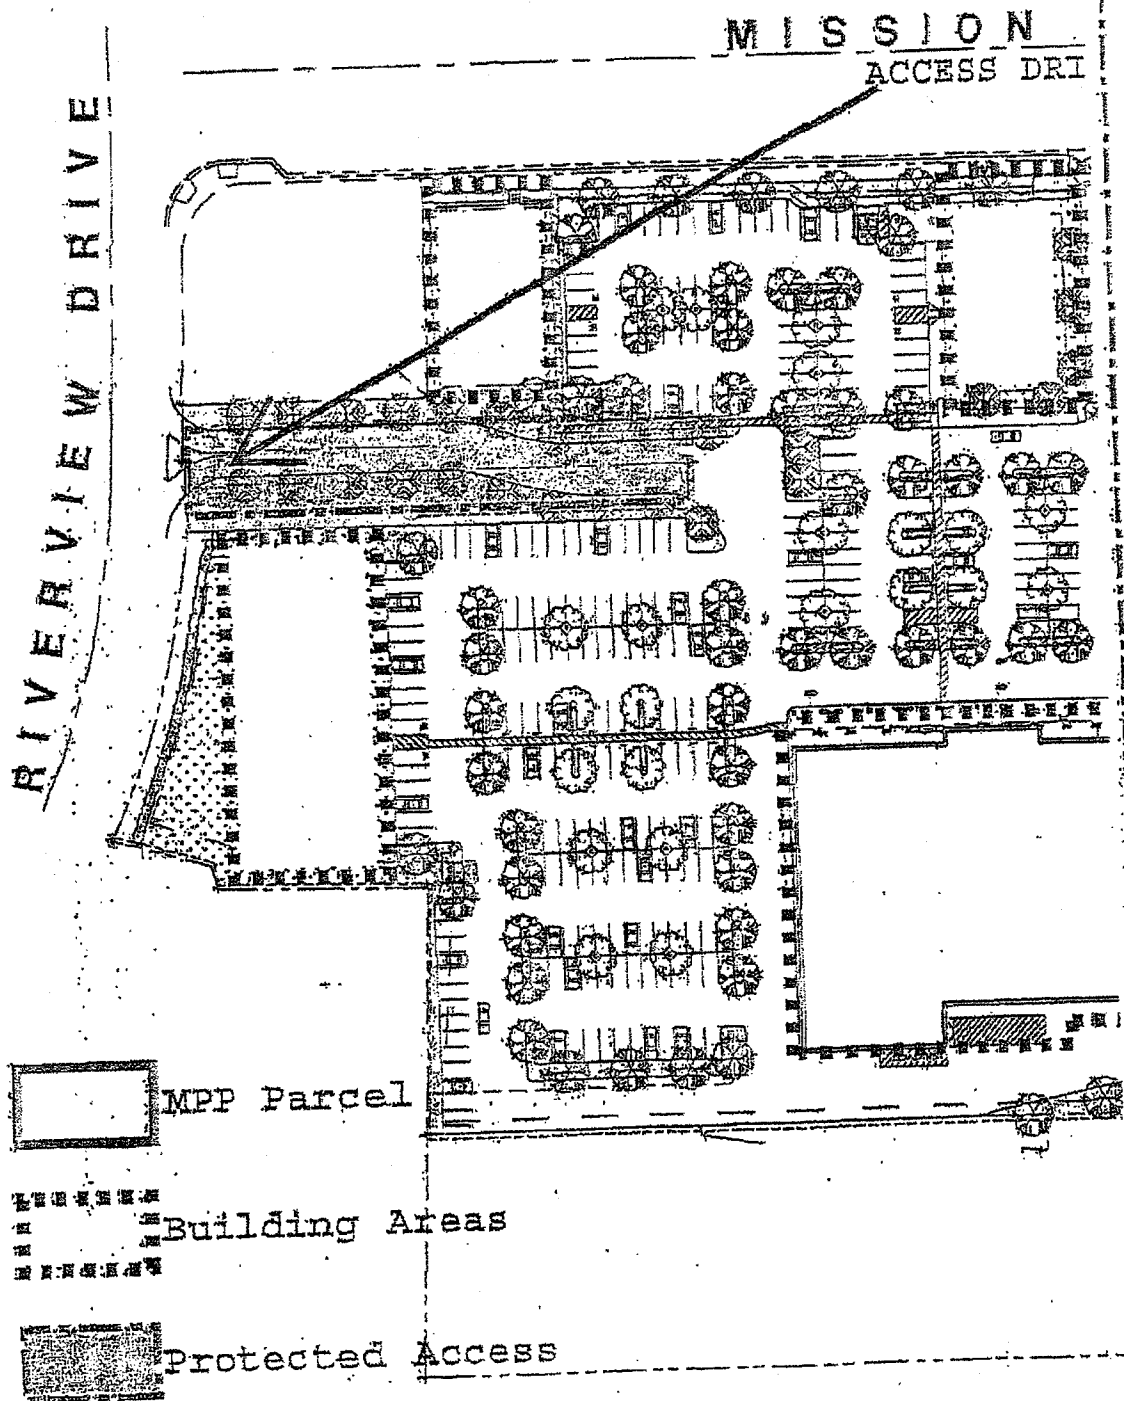 MISSION
ACCESS DRI
RIVERVIEW DRIVE
MPP Parcel
Building Areas
Protected Access